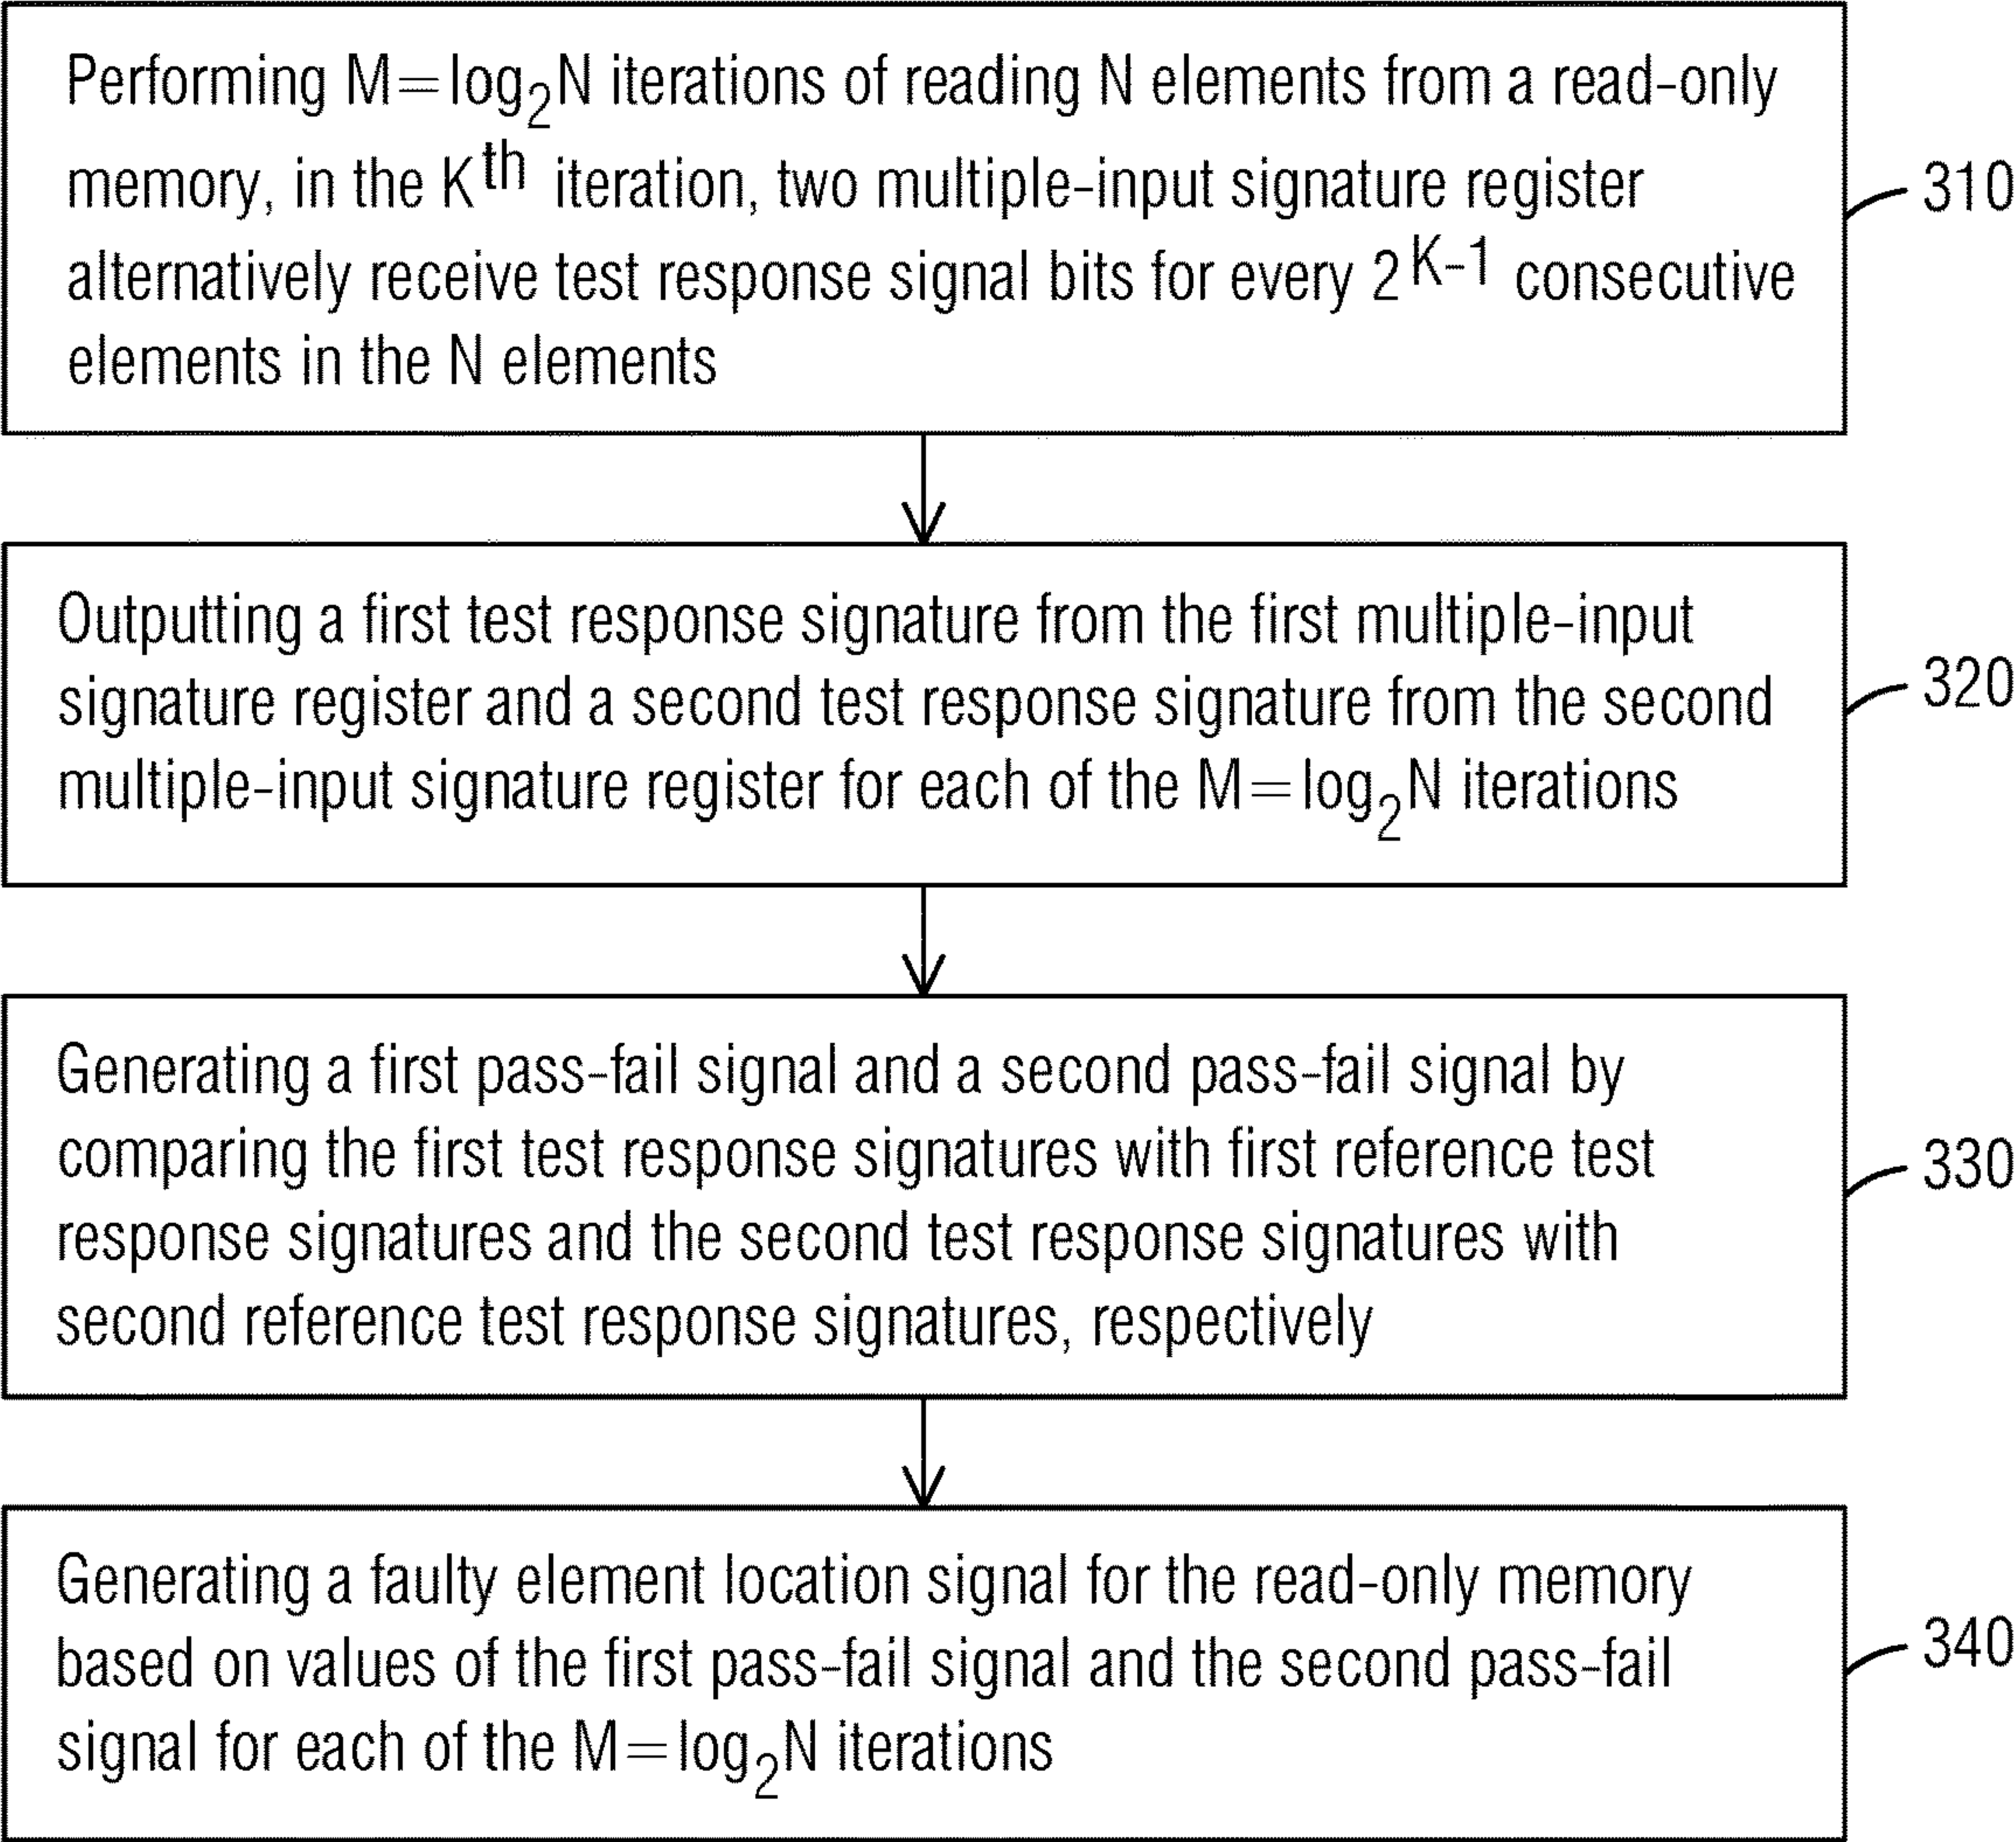 Performing M=log₂N iterations of reading N elements from a read-only
memory, in the Kᵗʰ iteration, two multiple-input signature register
alternatively receive test response signal bits for every 2ᴷ⁻¹ consecutive
elements in the N elements
310
Outputting a first test response signature from the first multiple-input
signature register and a second test response signature from the second
multiple-input signature register for each of the M=log₂N iterations
320
Generating a first pass-fail signal and a second pass-fail signal by
comparing the first test response signatures with first reference test
response signatures and the second test response signatures with
second reference test response signatures, respectively
330
Generating a faulty element location signal for the read-only memory
based on values of the first pass-fail signal and the second pass-fail
signal for each of the M=log₂N iterations
340